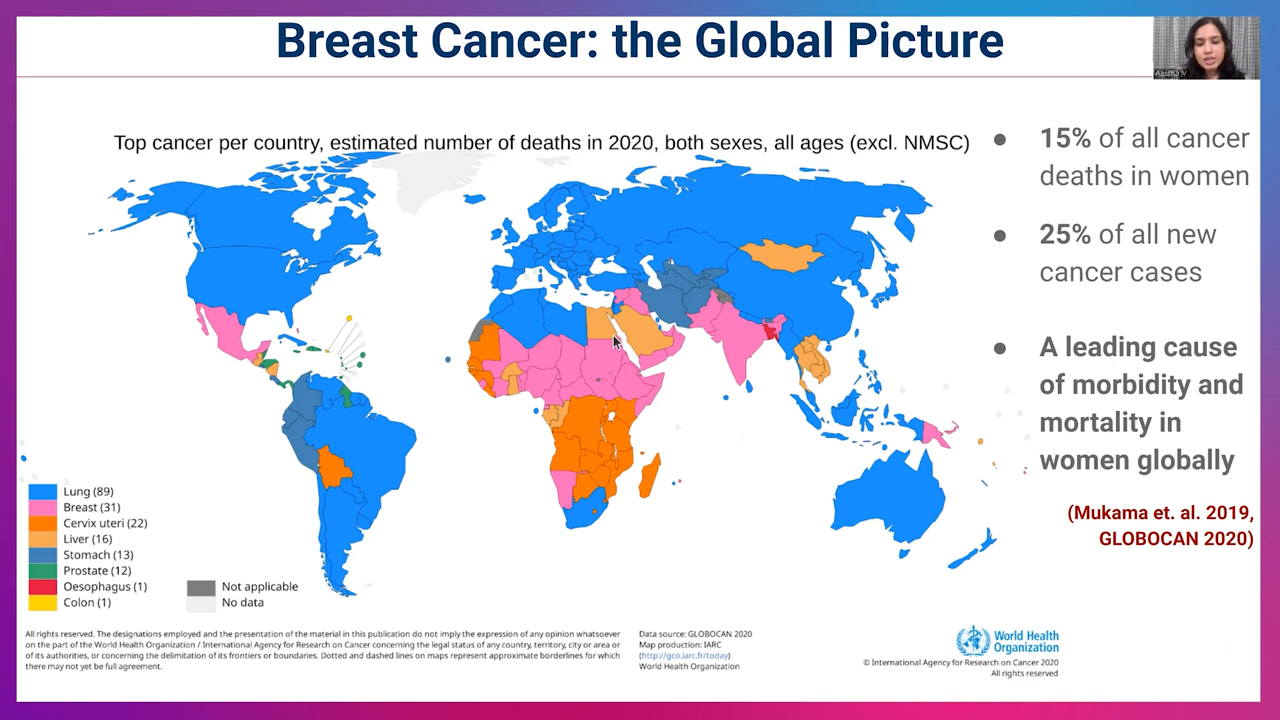 Breast Cancer: the Global Picture
Aastha V
Top cancer per country, estimated number of deaths in 2020, both sexes, all ages (excl. NMSC)
Lung (89)
Breast (31)
Cervix uteri (22)
Liver (16)
Stomach (13)
Prostate (12)
Oesophagus (1)
Colon (1)
Not applicable
No data
All rights reserved. The designations employed and the presentation of the material in this publication do not imply the expression of any opinion whatsoever
on the part of the World Health Organization / International Agency for Research on Cancer concerning the legal status of any country, territory, city or area or
of its authorities, or concerning the delimitation of its frontiers or boundaries. Dotted and dashed lines on maps represent approximate borderlines for which
there may not yet be full agreement.
Data source: GLOBOCAN 2020
Map production: IARC
(http://gco.iarc.fr/today)
World Health Organization
World Health
Organization
© International Agency for Research on Cancer 2020
All rights reserved
● 15% of all cancer
deaths in women
● 25% of all new
cancer cases
● A leading cause
of morbidity and
mortality in
women globally
(Mukama et. al. 2019,
GLOBOCAN 2020)